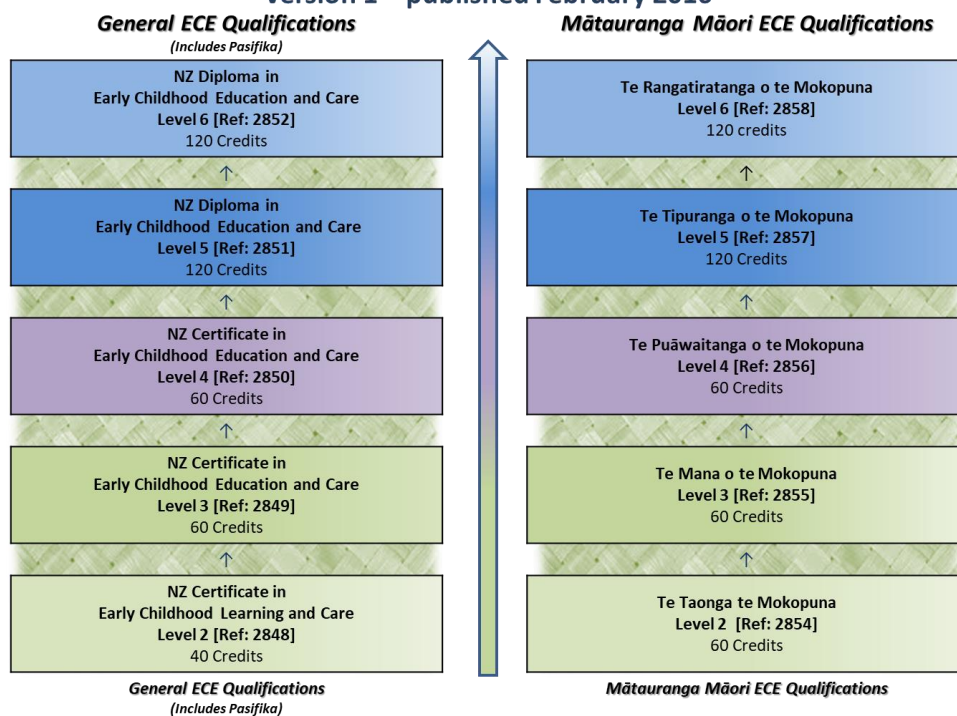 Version 1 – published February
General ECE Qualifications
(Includes Pasifika)
NZ Diploma in
Early Childhood Education and Care
Level 6 [Ref: 2852]
120 Credits
↑
NZ Diploma in
Early Childhood Education and Care
Level 5 [Ref: 2851]
120 Credits
↑
NZ Certificate in
Early Childhood Education and Care
Level 4 [Ref: 2850]
60 Credits
↑
NZ Certificate in
Early Childhood Education and Care
Level 3 [Ref: 2849]
60 Credits
↑
NZ Certificate in
Early Childhood Learning and Care
Level 2 [Ref: 2848]
40 Credits
General ECE Qualifications
(Includes Pasifika)
Mātauranga Māori ECE Qualifications
Te Rangatiratanga o te Mokopuna
Level 6 [Ref: 2858]
120 credits
↑
Te Tipuranga o te Mokopuna
Level 5 [Ref: 2857]
120 Credits
↑
Te Puāwaitanga o te Mokopuna
Level 4 [Ref: 2856]
60 Credits
↑
Te Mana o te Mokopuna
Level 3 [Ref: 2855]
60 Credits
↑
Te Taonga te Mokopuna
Level 2 [Ref: 2854]
60 Credits
Mātauranga Māori ECE Qualifications